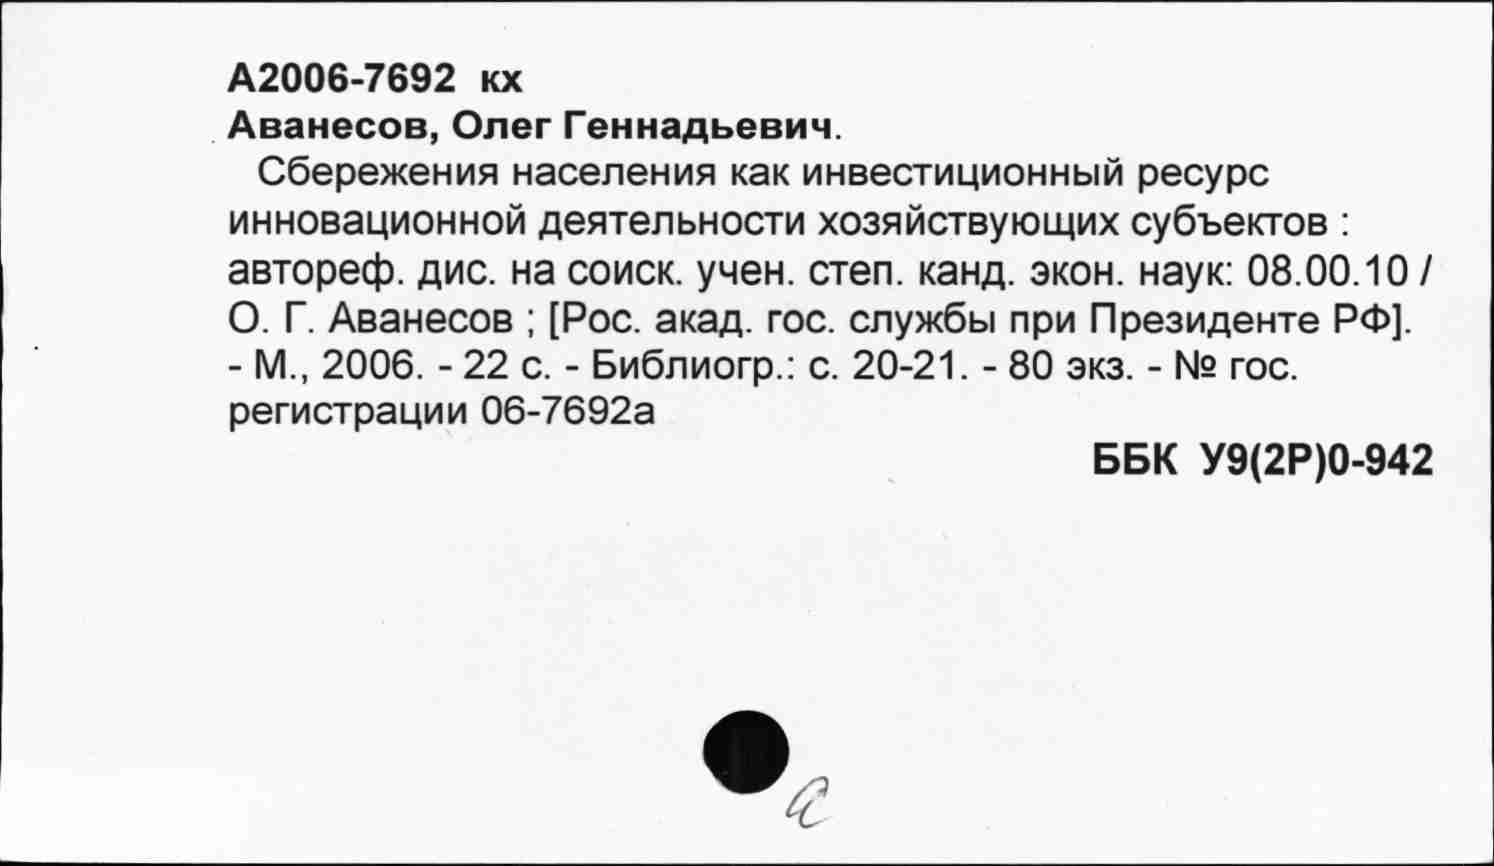 А2006-7692 кх
Аванесов, Олег Геннадьевич.
Сбережения населения как инвестиционный ресурс
инновационной деятельности хозяйствующих субъектов :
автореф. дис. на соиск. учен. степ. канд. экон. наук: 08.00.10 /
О. Г. Аванесов ; [Рос. акад. гос. службы при Президенте РФ].
- М., 2006. - 22 с. - Библиогр.: с. 20-21. - 80 экз. - № гос.
регистрации 06-7692а
ББК У9(2Р)0-942
а